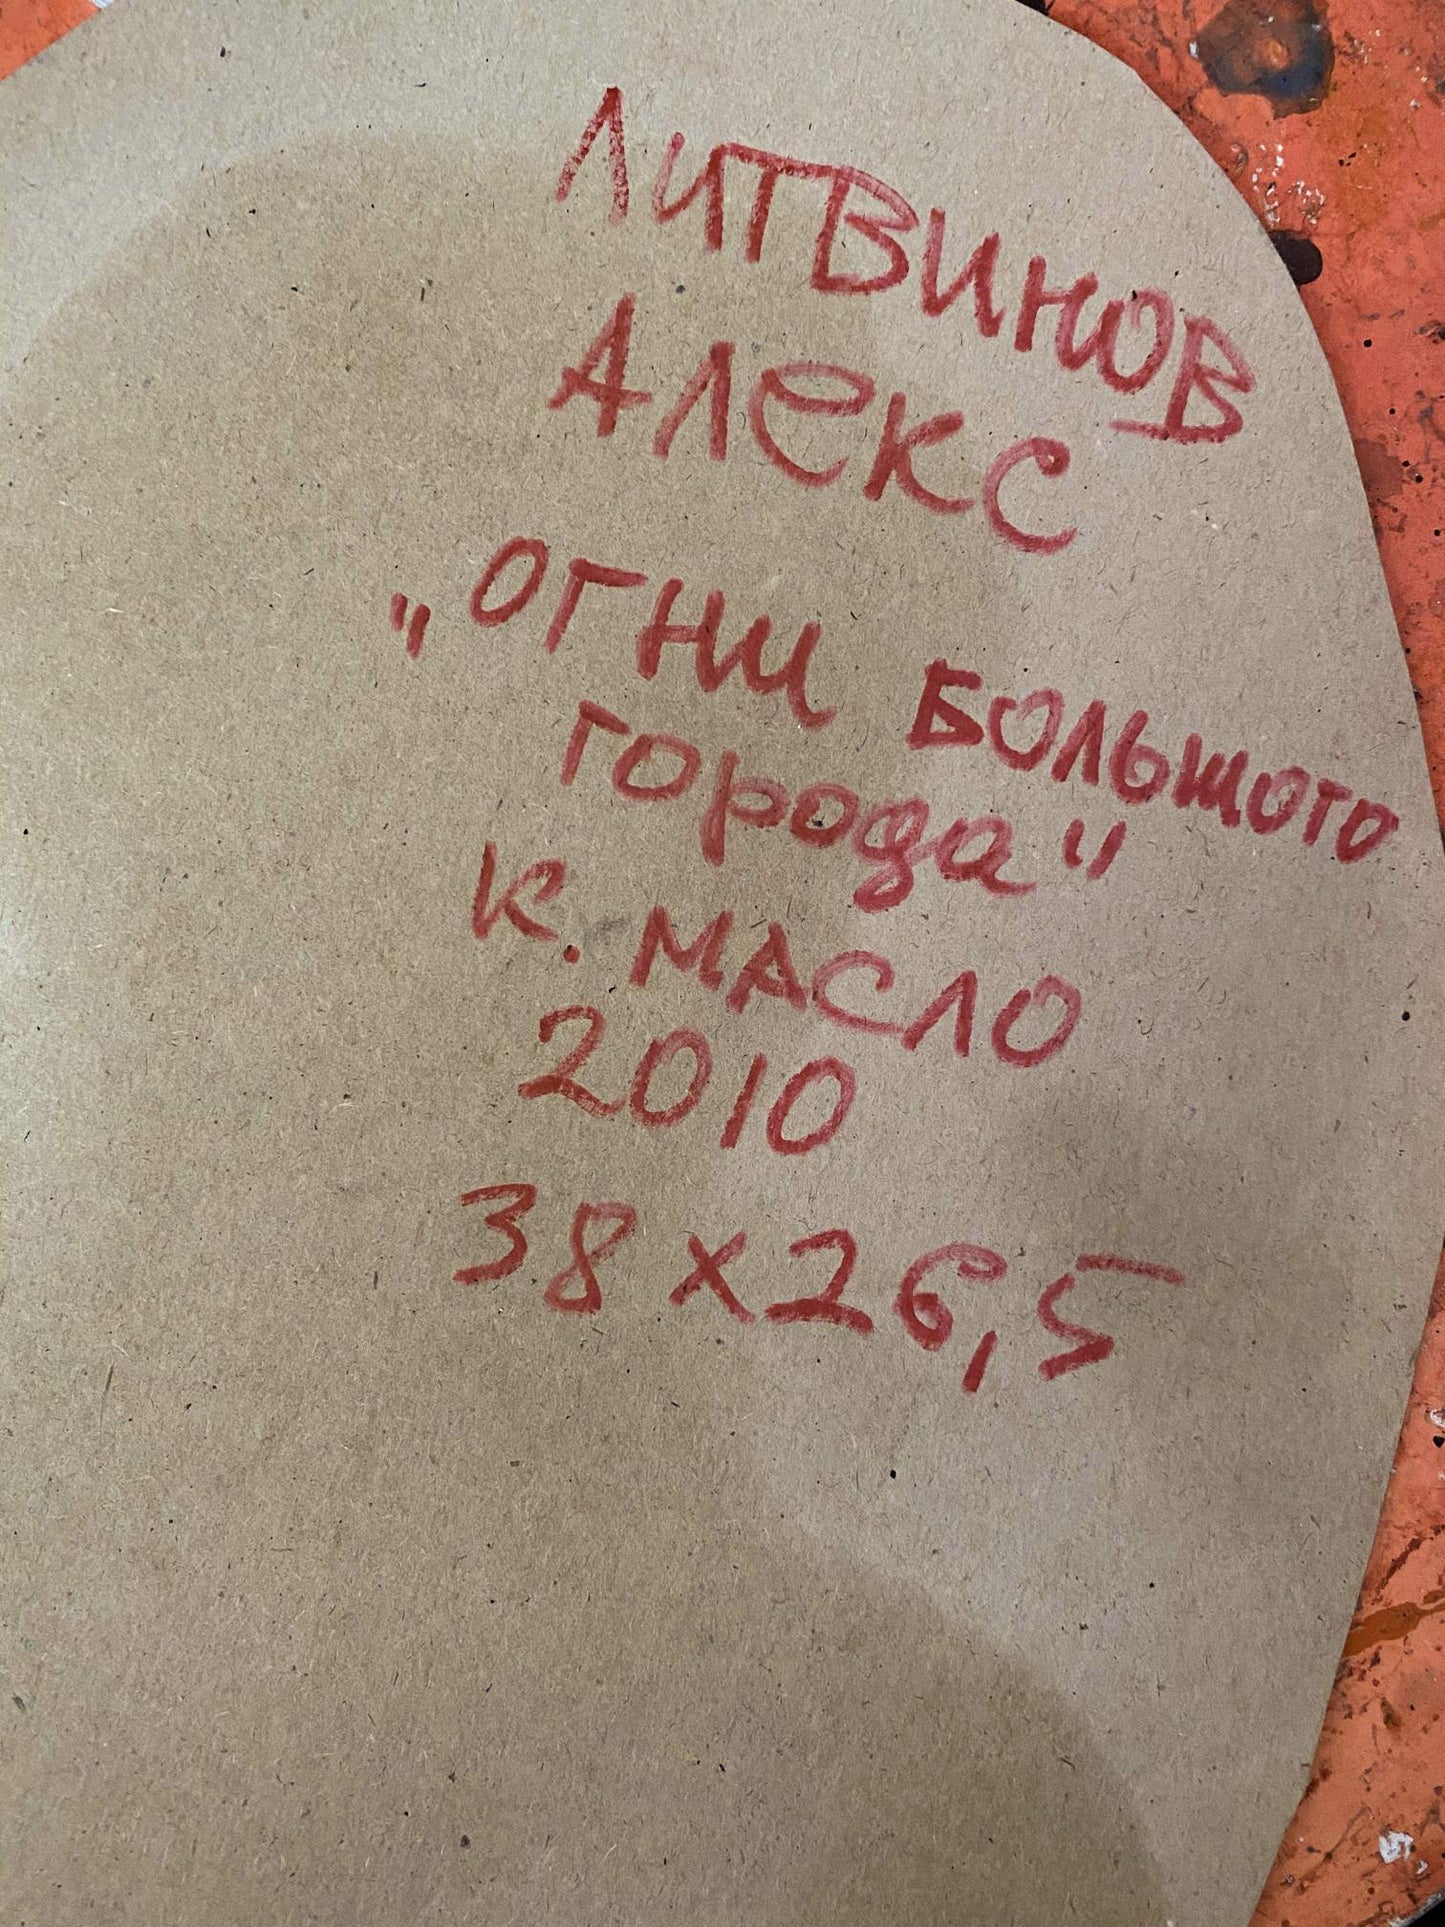 ЛИТВИНОВ
АЛЕКС
"ОГНИ БОЛЬШОГО
города"
К. МАСЛО
2010
38х26,5